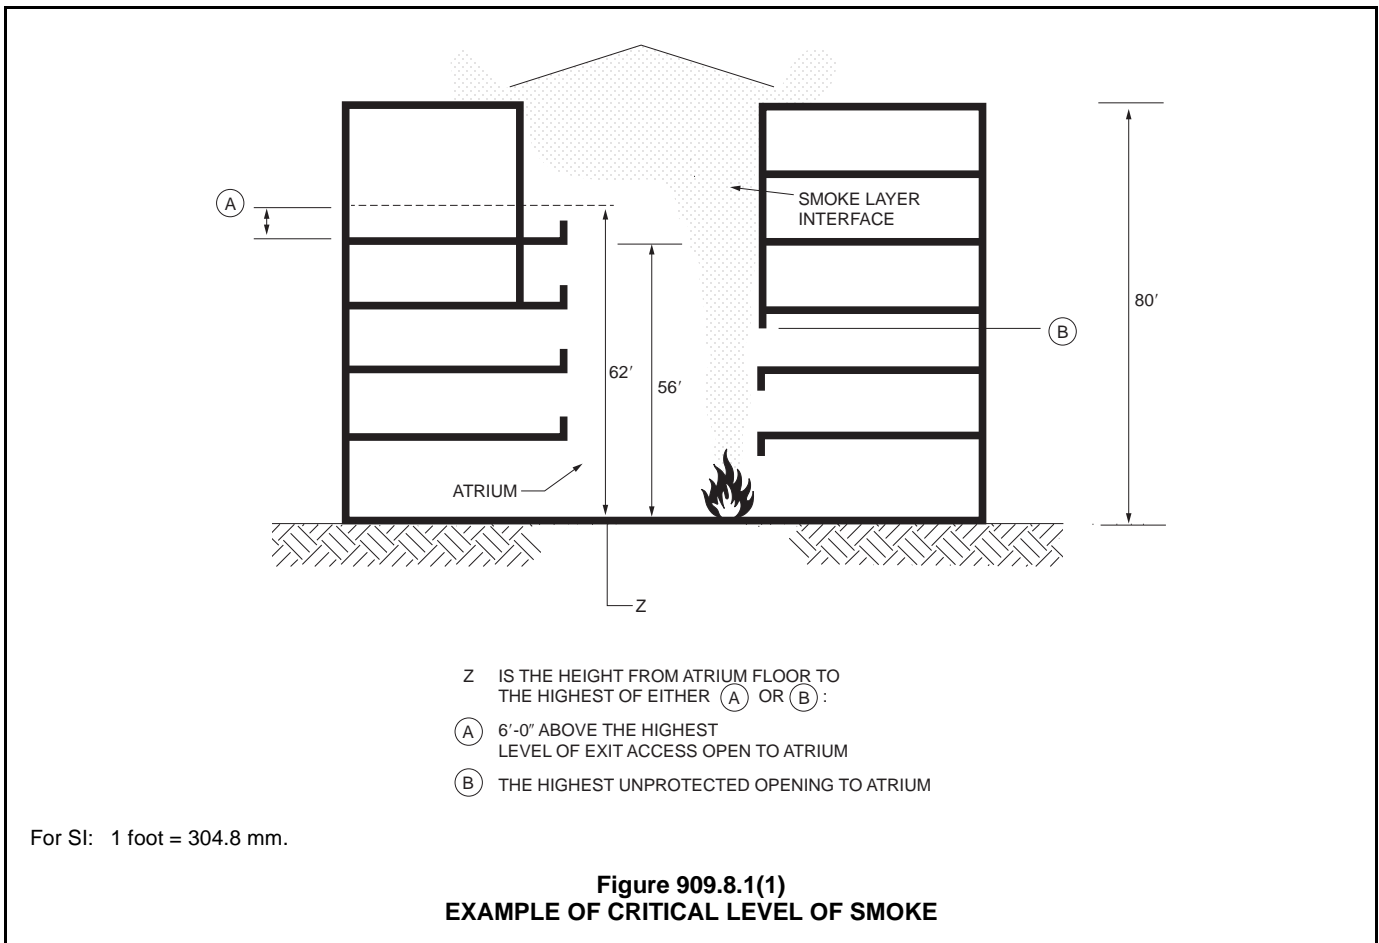 A
SMOKE LAYER
INTERFACE
80′
B
62′
56′
ATRIUM
Z
Z IS THE HEIGHT FROM ATRIUM FLOOR TO
THE HIGHEST OF EITHER A OR B :
A 6′-0″ ABOVE THE HIGHEST
LEVEL OF EXIT ACCESS OPEN TO ATRIUM
B THE HIGHEST UNPROTECTED OPENING TO ATRIUM
For SI: 1 foot = 304.8 mm.
Figure 909.8.1(1)
EXAMPLE OF CRITICAL LEVEL OF SMOKE